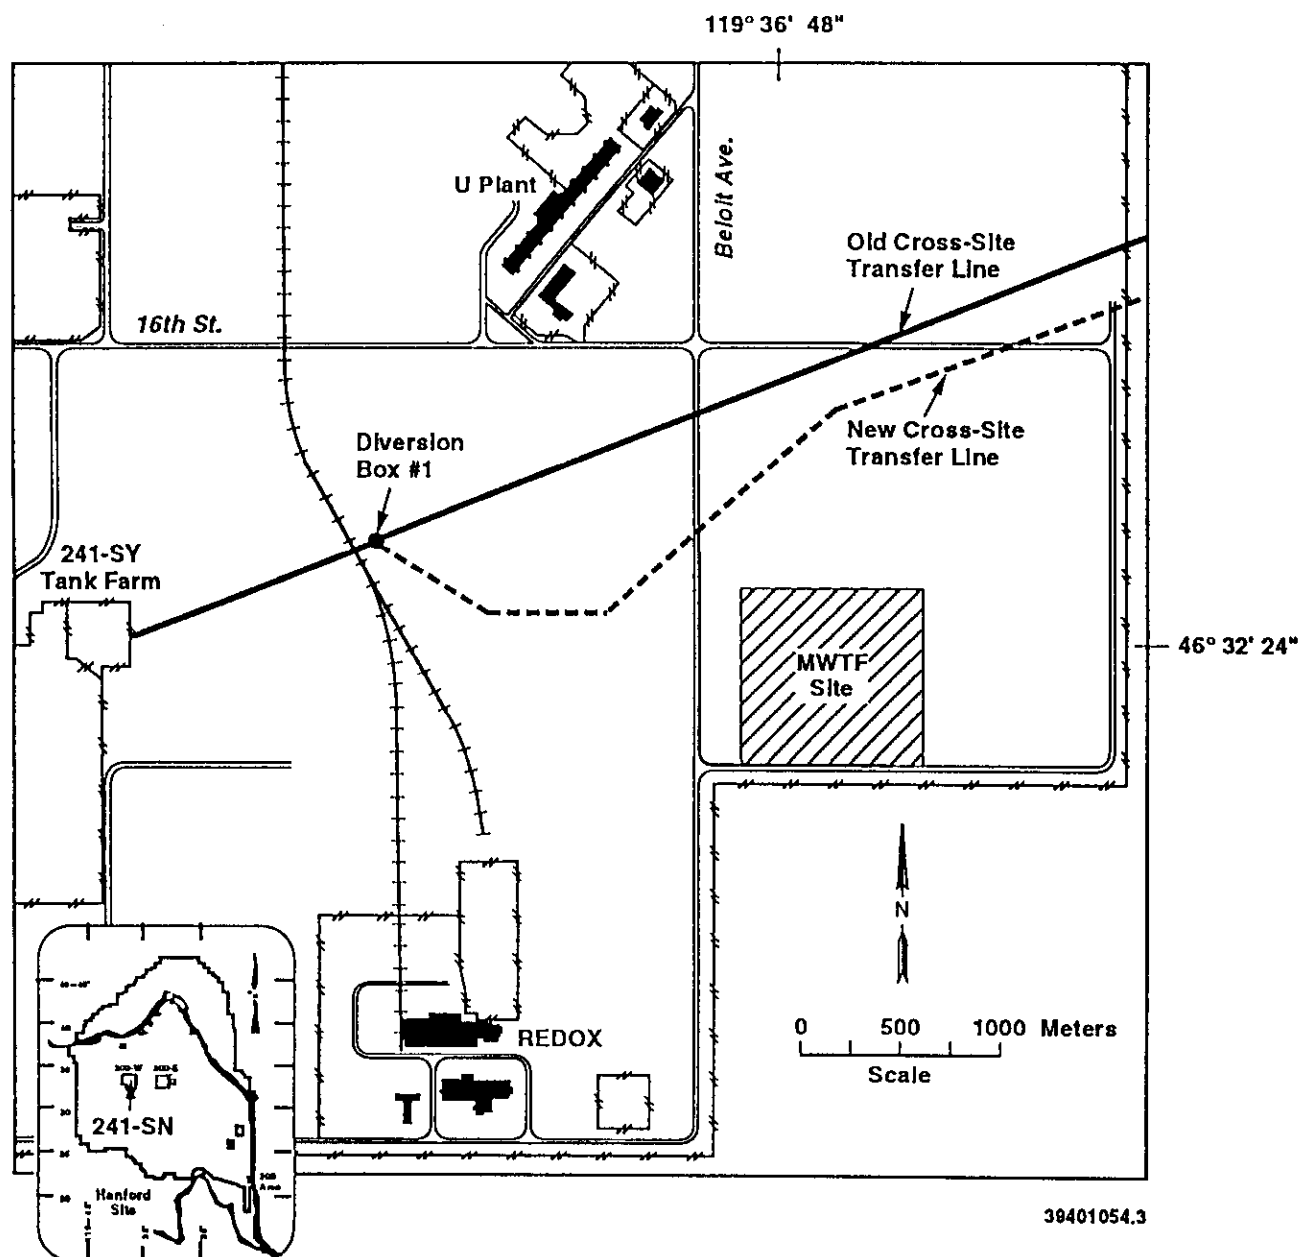 119° 36' 48"
U Plant
Beloit Ave.
Old Cross-Site
Transfer Line
16th St.
Diversion
Box #1
New Cross-Site
Transfer Line
241-SY
Tank Farm
MWTF
Site
46° 32' 24"
N
0 500 1000 Meters
Scale
REDOX
200-W 200-E
241-SN
Hanford
Site
39401054.3